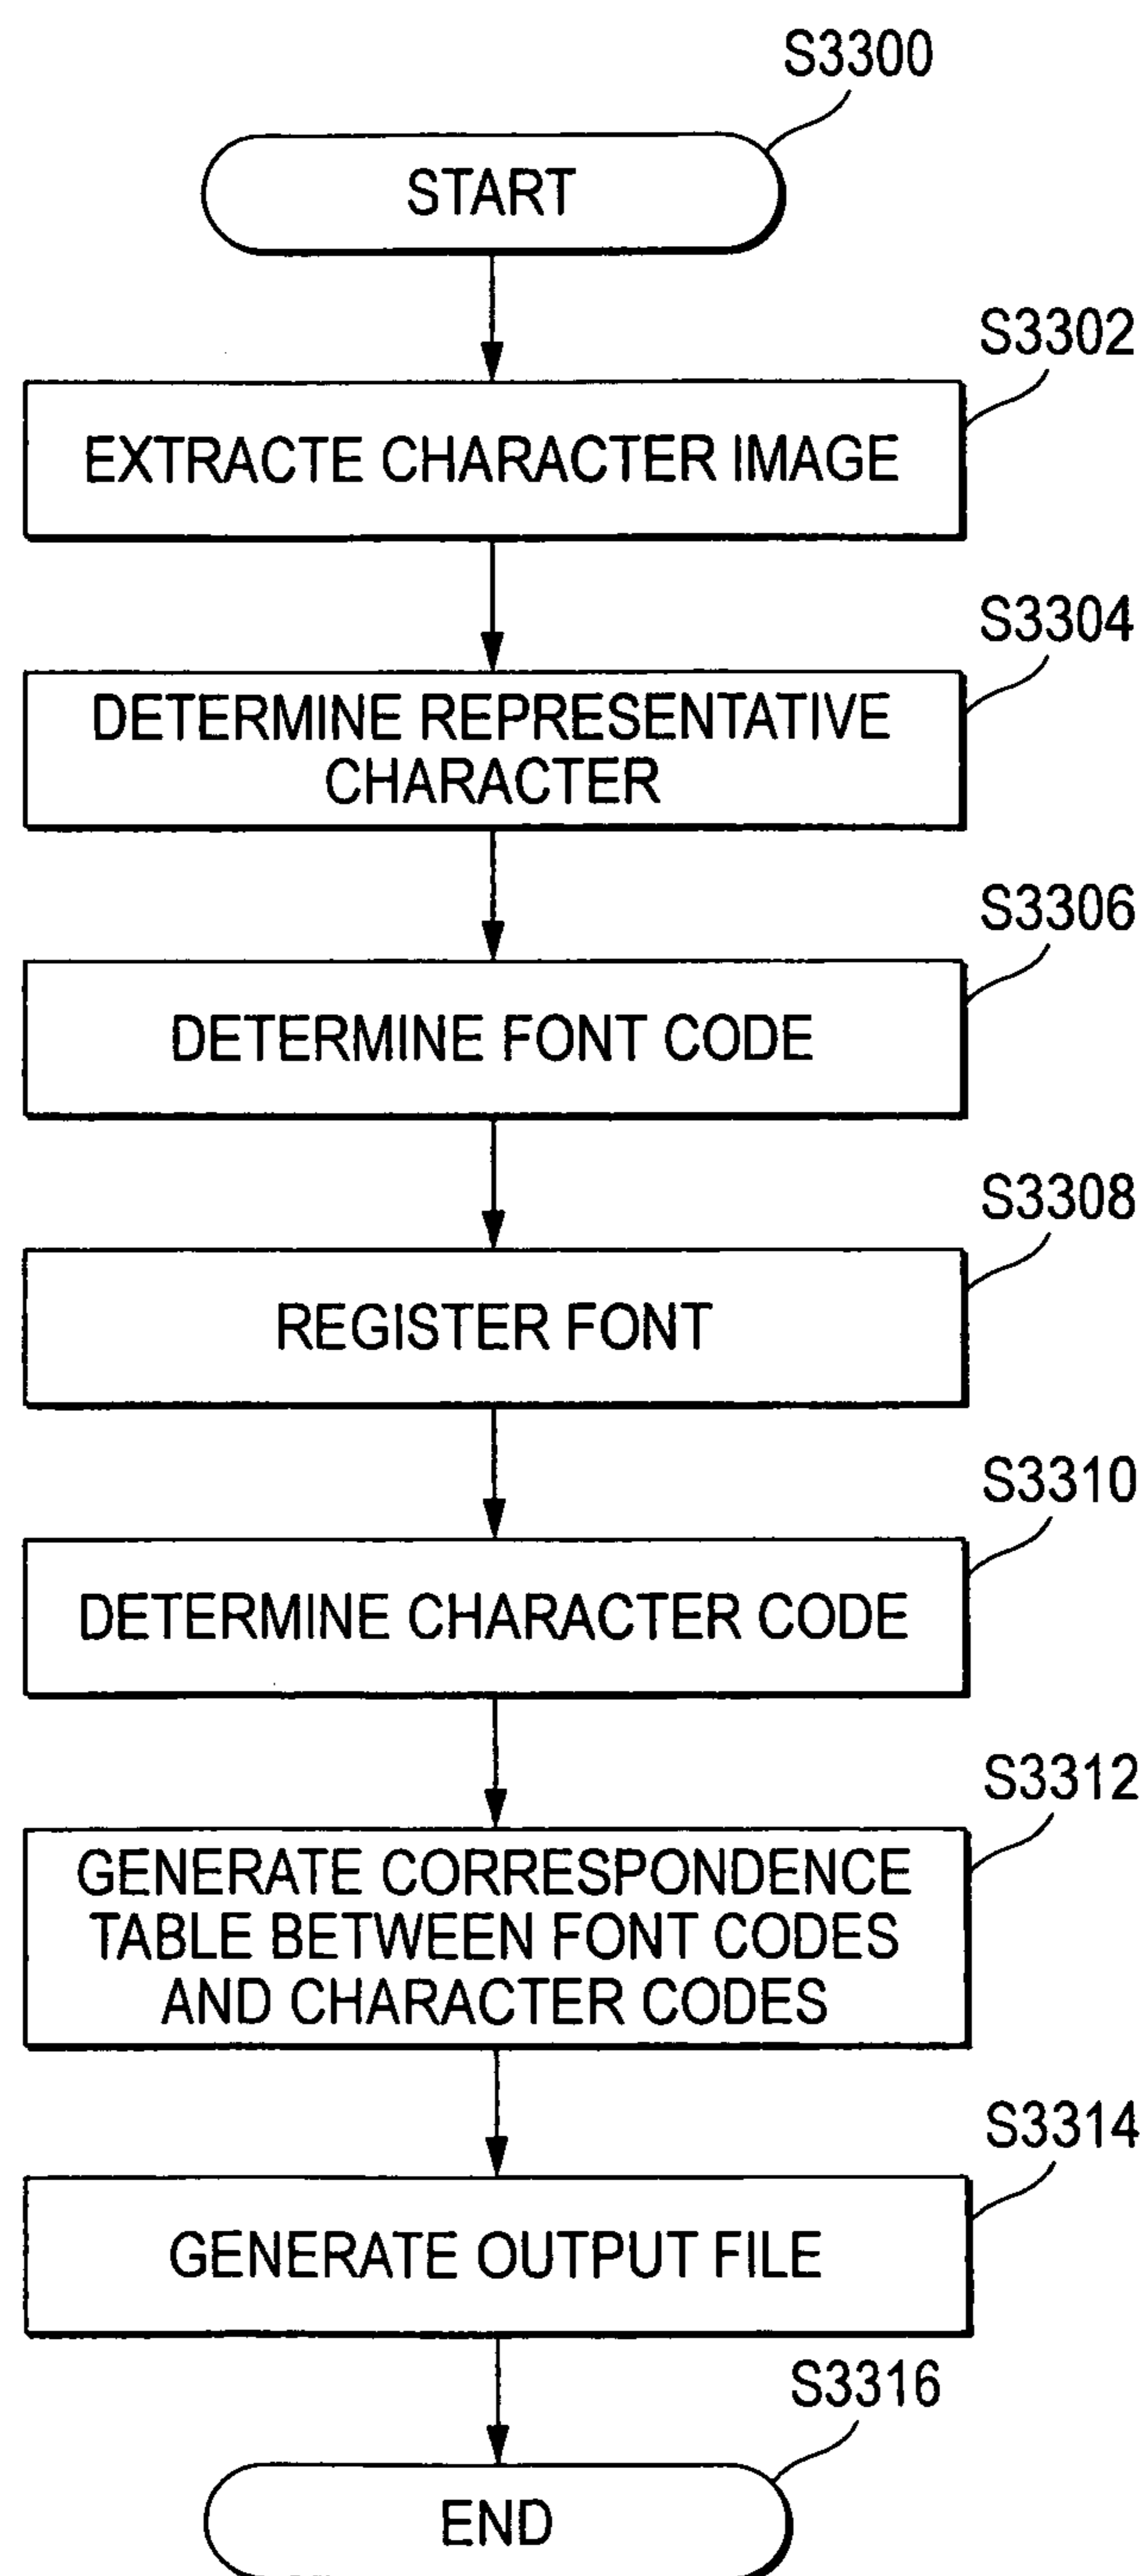 S3300
START
S3302
EXTRACTE CHARACTER IMAGE
S3304
DETERMINE REPRESENTATIVE
CHARACTER
S3306
DETERMINE FONT CODE
S3308
REGISTER FONT
S3310
DETERMINE CHARACTER CODE
S3312
GENERATE CORRESPONDENCE
TABLE BETWEEN FONT CODES
AND CHARACTER CODES
S3314
GENERATE OUTPUT FILE
S3316
END